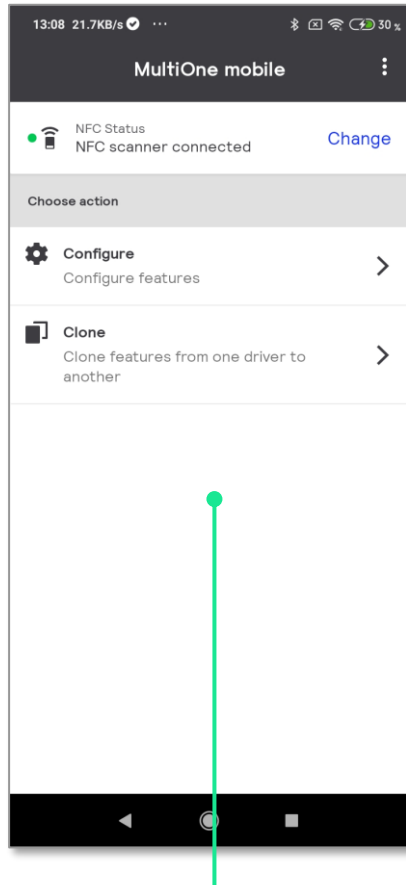 13:08 21.7KB/s ··· 30 %
MultiOne mobile
NFC Status
NFC scanner connected
Change
Choose action
Configure
Configure features
Clone
Clone features from one driver to
another